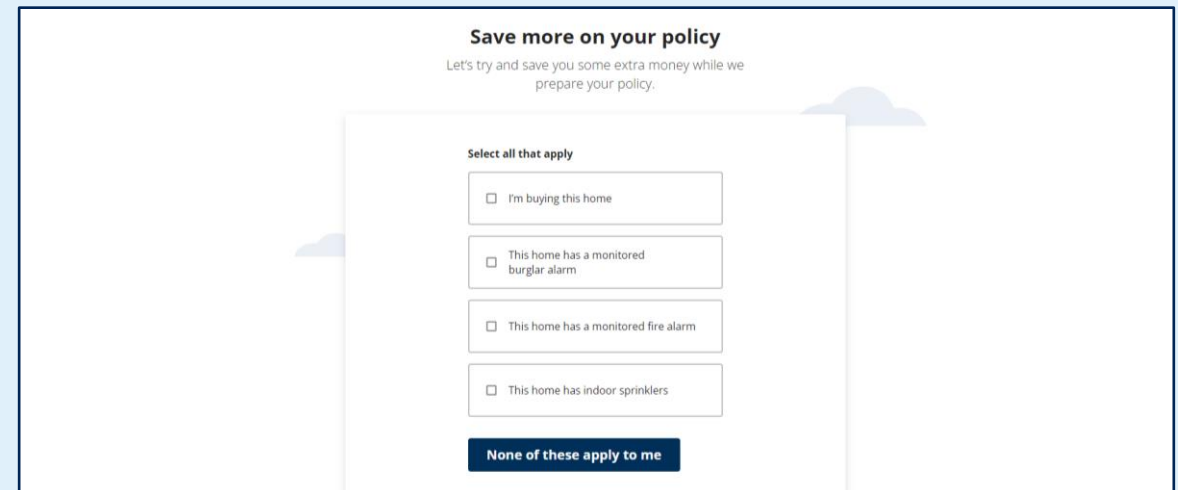 Save more on your policy
Let's try and save you some extra money while we
prepare your policy.
Select all that apply
I'm buying this home
This home has a monitored
burglar alarm
This home has a monitored fire alarm
This home has indoor sprinklers
None of these apply to me